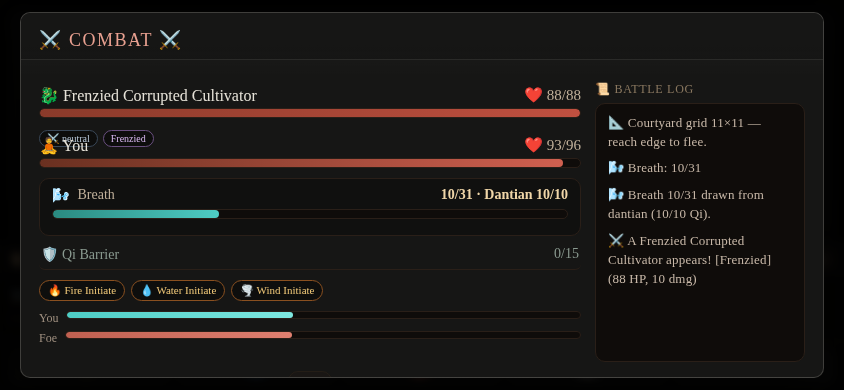 ⚔️ COMBAT ⚔️
🐉 Frenzied Corrupted Cultivator ❤️ 88/88
⚔️ neutral Frenzied
🧘 You ❤️ 93/96
🌬️ Breath 10/31 · Dantian 10/10
🛡️ Qi Barrier 0/15
🔥 Fire Initiate 💧 Water Initiate 🌪️ Wind Initiate
You
Foe
📜 BATTLE LOG
📐 Courtyard grid 11×11 —
reach edge to flee.
🌬️ Breath: 10/31
🌬️ Breath 10/31 drawn from
dantian (10/10 Qi).
⚔️ A Frenzied Corrupted
Cultivator appears! [Frenzied]
(88 HP, 10 dmg)